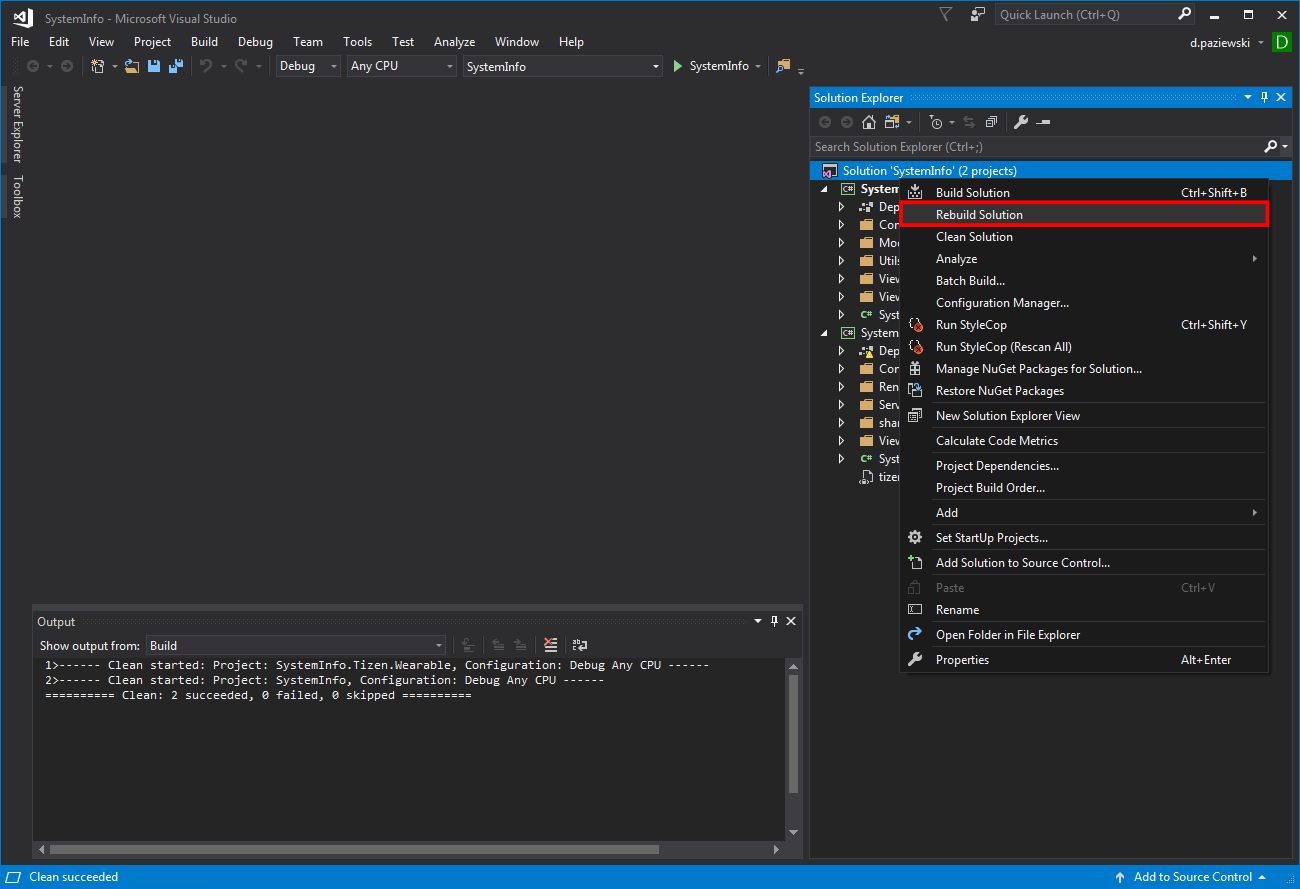 SystemInfo - Microsoft Visual Studio
Quick Launch (Ctrl+Q)
File Edit View Project Build Debug Team Tools Test Analyze Window Help
d.paziewski D
Debug Any CPU SystemInfo SystemInfo
Server Explorer
Toolbox
Solution Explorer
Search Solution Explorer (Ctrl+;)
Solution 'SystemInfo' (2 projects)
C# System
Dep
Con
Mod
Utils
View
View
C# Syst
C# System
Dep
Con
Ren
Serv
shar
View
C# Syst
tizen
Build Solution Ctrl+Shift+B
Rebuild Solution
Clean Solution
Analyze
Batch Build...
Configuration Manager...
Run StyleCop Ctrl+Shift+Y
Run StyleCop (Rescan All)
Manage NuGet Packages for Solution...
Restore NuGet Packages
New Solution Explorer View
Calculate Code Metrics
Project Dependencies...
Project Build Order...
Add
Set StartUp Projects...
Add Solution to Source Control...
Paste Ctrl+V
Rename
Open Folder in File Explorer
Properties Alt+Enter
Output
Show output from: Build
1>------ Clean started: Project: SystemInfo.Tizen.Wearable, Configuration: Debug Any CPU ------
2>------ Clean started: Project: SystemInfo, Configuration: Debug Any CPU ------
========== Clean: 2 succeeded, 0 failed, 0 skipped ==========
Clean succeeded
Add to Source Control